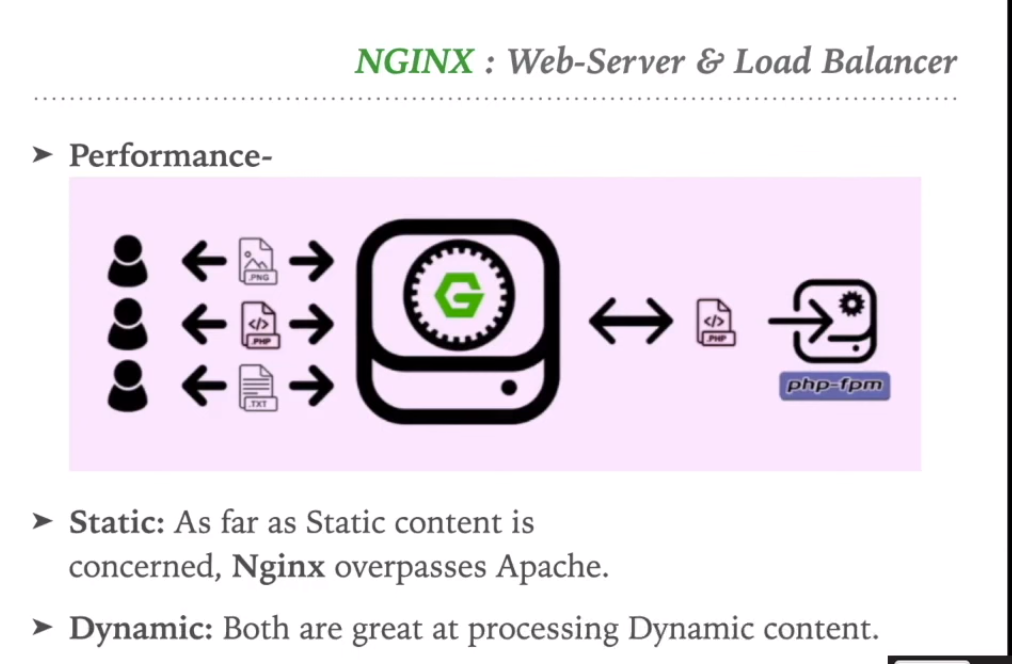 NGINX : Web-Server & Load Balancer
➤ Performance-
.PNG
</>
.PHP
.TXT
</>
.PHP
php-fpm
➤ Static: As far as Static content is
concerned, Nginx overpasses Apache.
➤ Dynamic: Both are great at processing Dynamic content.